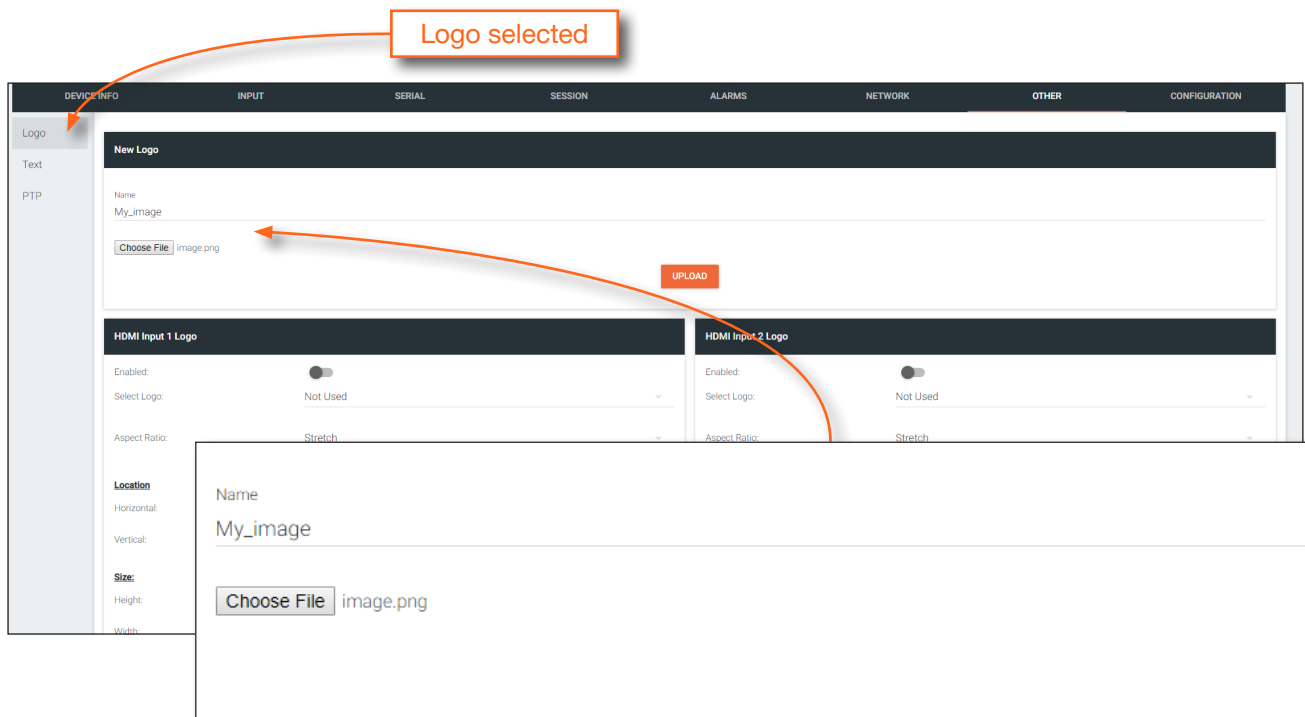 Logo selected
DEVICE INFO INPUT SERIAL SESSION ALARMS NETWORK OTHER CONFIGURATION
Logo
Text
PTP
New Logo
Name
My_image
Choose File image.png
UPLOAD
HDMI Input 1 Logo
Enabled:
Select Logo: Not Used
Aspect Ratio: Stretch
Location
Horizontal:
Vertical:
Size:
Height:
Width:
HDMI Input 2 Logo
Enabled:
Select Logo: Not Used
Aspect Ratio: Stretch
Name
My_image
Choose File image.png